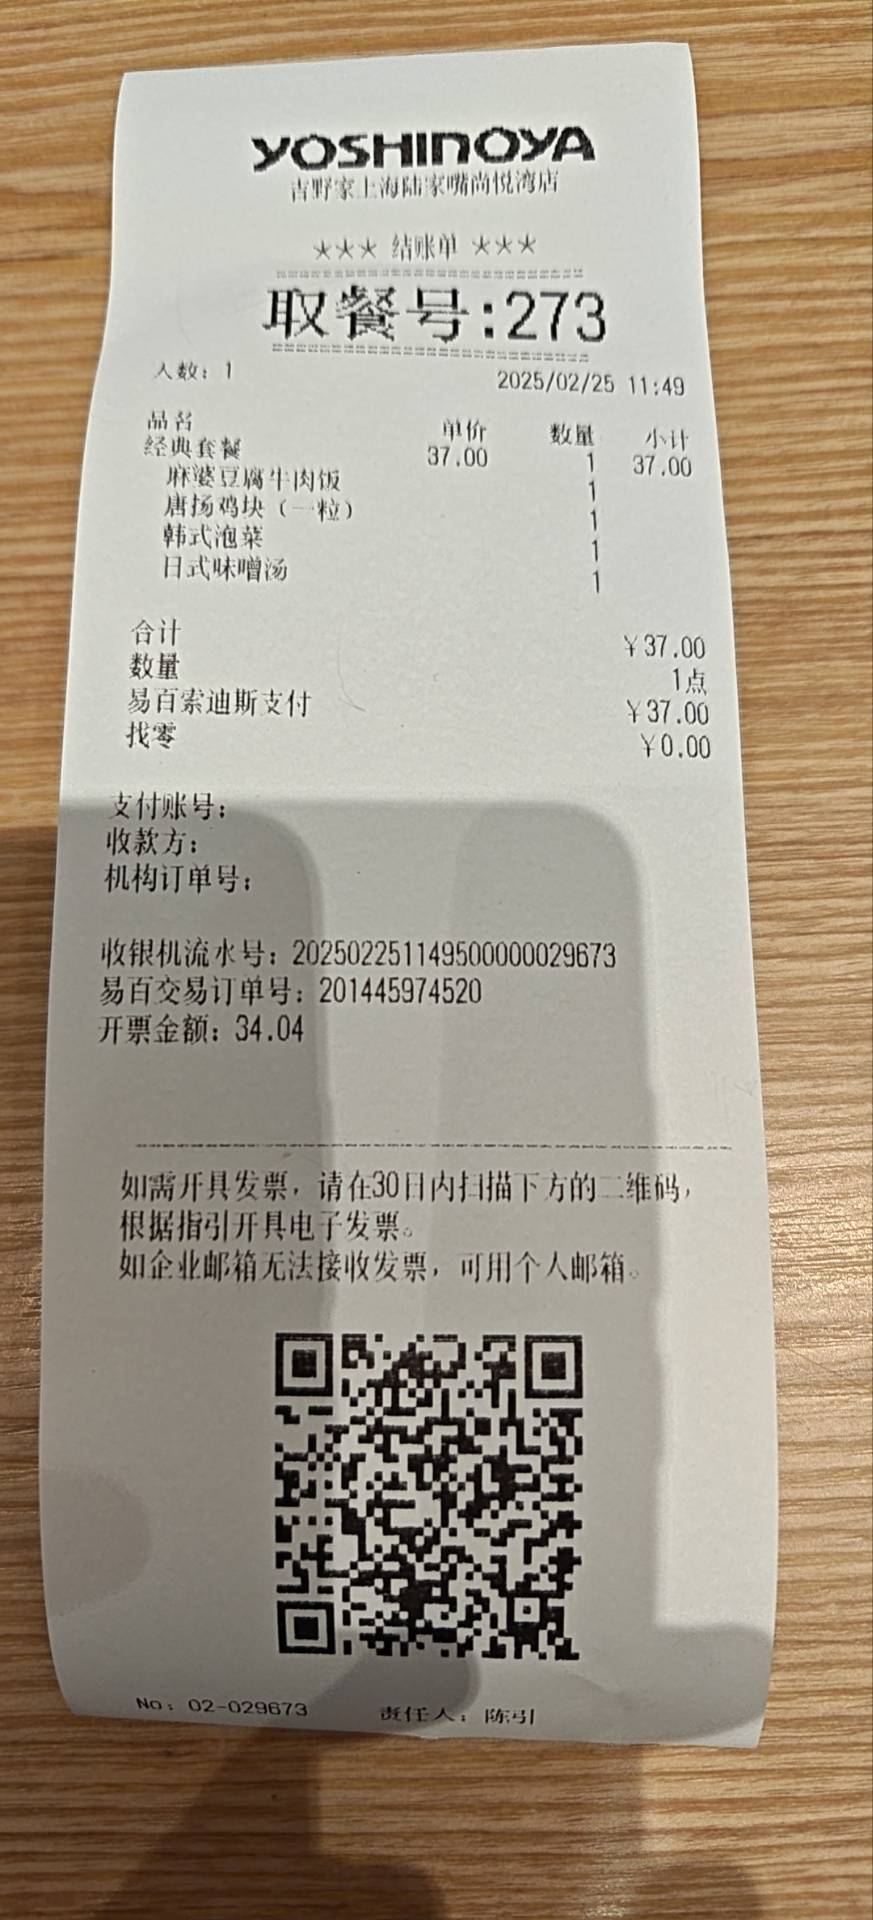 YOSHINOYA
吉野家上海陆家嘴尚悦湾店
*** 结账单 ***
取餐号:273
人数: 1 2025/02/25 11:49
品名 单价 数量 小计
经典套餐 37.00 1 37.00
麻婆豆腐牛肉饭 1
唐扬鸡块（一粒） 1
韩式泡菜 1
日式味噌汤 1
合计 ¥37.00
数量 1点
易百索迪斯支付 ¥37.00
找零 ¥0.00
支付账号:
收款方:
机构订单号:
收银机流水号: 2025022511495000000029673
易百交易订单号: 201445974520
开票金额: 34.04
如需开具发票, 请在30日内扫描下方的二维码,
根据指引开具电子发票。
如企业邮箱无法接收发票, 可用个人邮箱。
No: 02-029673 责任人: 陈引